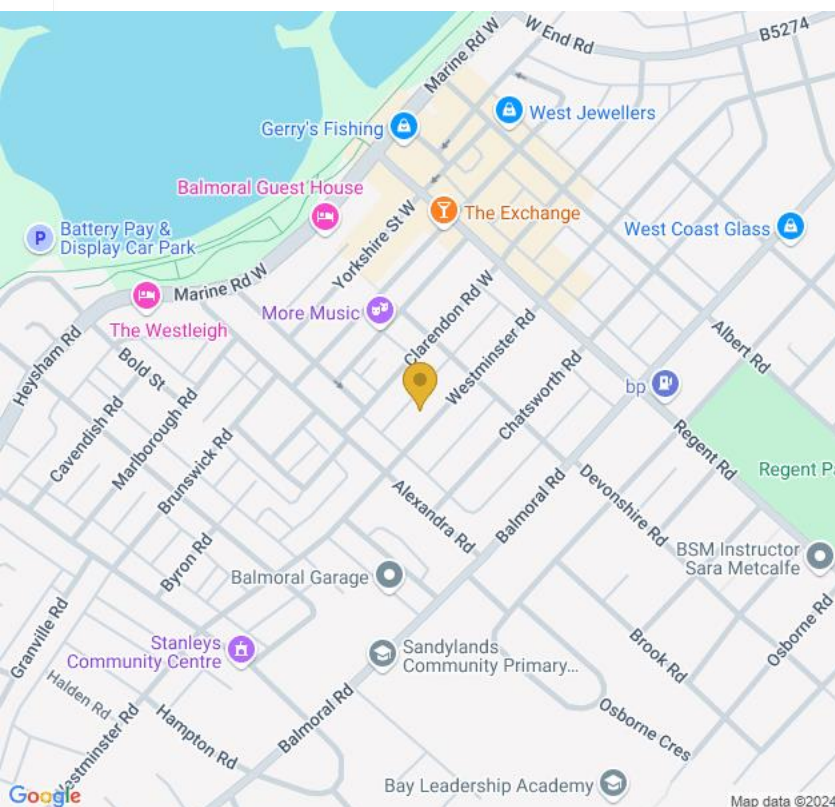 W End Rd
B5274
Marine Rd W
West Jewellers
Gerry's Fishing
Balmoral Guest House
The Exchange
Yorkshire St W
P
Battery Pay &
Display Car Park
West Coast Glass
Marine Rd W
More Music
Clarendon Rd W
The Westleigh
Westminster Rd
Albert Rd
Heysham Rd
Bold St
Chatsworth Rd
bp
Cavendish Rd
Marlborough Rd
Regent Rd
Brunswick Rd
Regent Pa
Alexandra Rd
Balmoral Rd
Devonshire Rd
BSM Instructor
Sara Metcalfe
Byron Rd
Balmoral Garage
Granville Rd
Stanleys
Community Centre
Sandylands
Community Primary...
Brook Rd
Osborne Rd
Halden Rd
Balmoral Rd
Hampton Rd
Osborne Cres
Westminster Rd
Bay Leadership Academy
Google
Map data ©2024